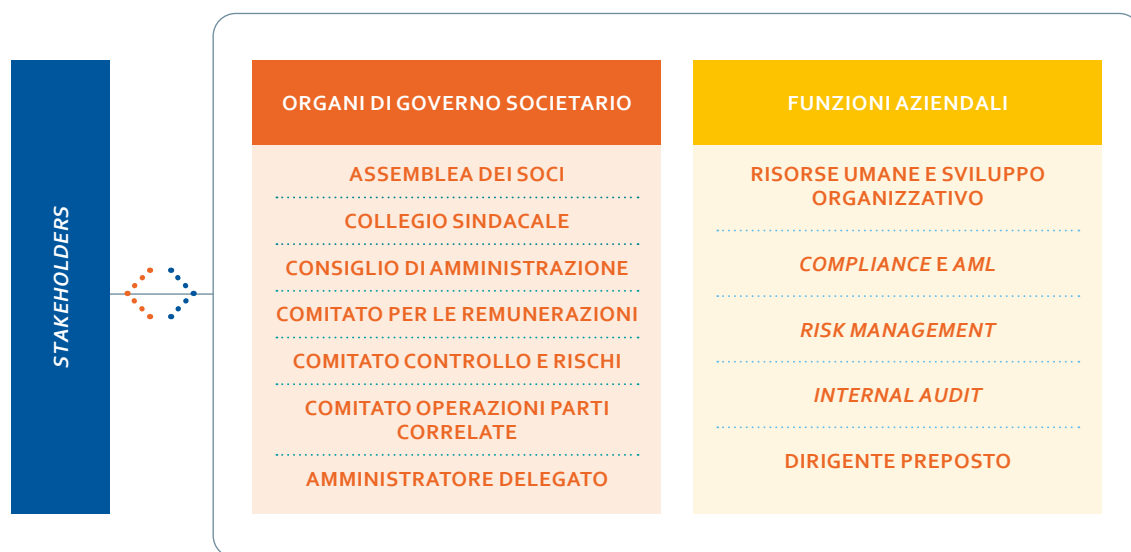 STAKEHOLDERS
ORGANI DI GOVERNO SOCIETARIO
ASSEMBLEA DEI SOCI
COLLEGIO SINDACALE
CONSIGLIO DI AMMINISTRAZIONE
COMITATO PER LE REMUNERAZIONI
COMITATO CONTROLLO E RISCHI
COMITATO OPERAZIONI PARTI
CORRELATE
AMMINISTRATORE DELEGATO
FUNZIONI AZIENDALI
RISORSE UMANE E SVILUPPO
ORGANIZZATIVO
COMPLIANCE E AML
RISK MANAGEMENT
INTERNAL AUDIT
DIRIGENTE PREPOSTO